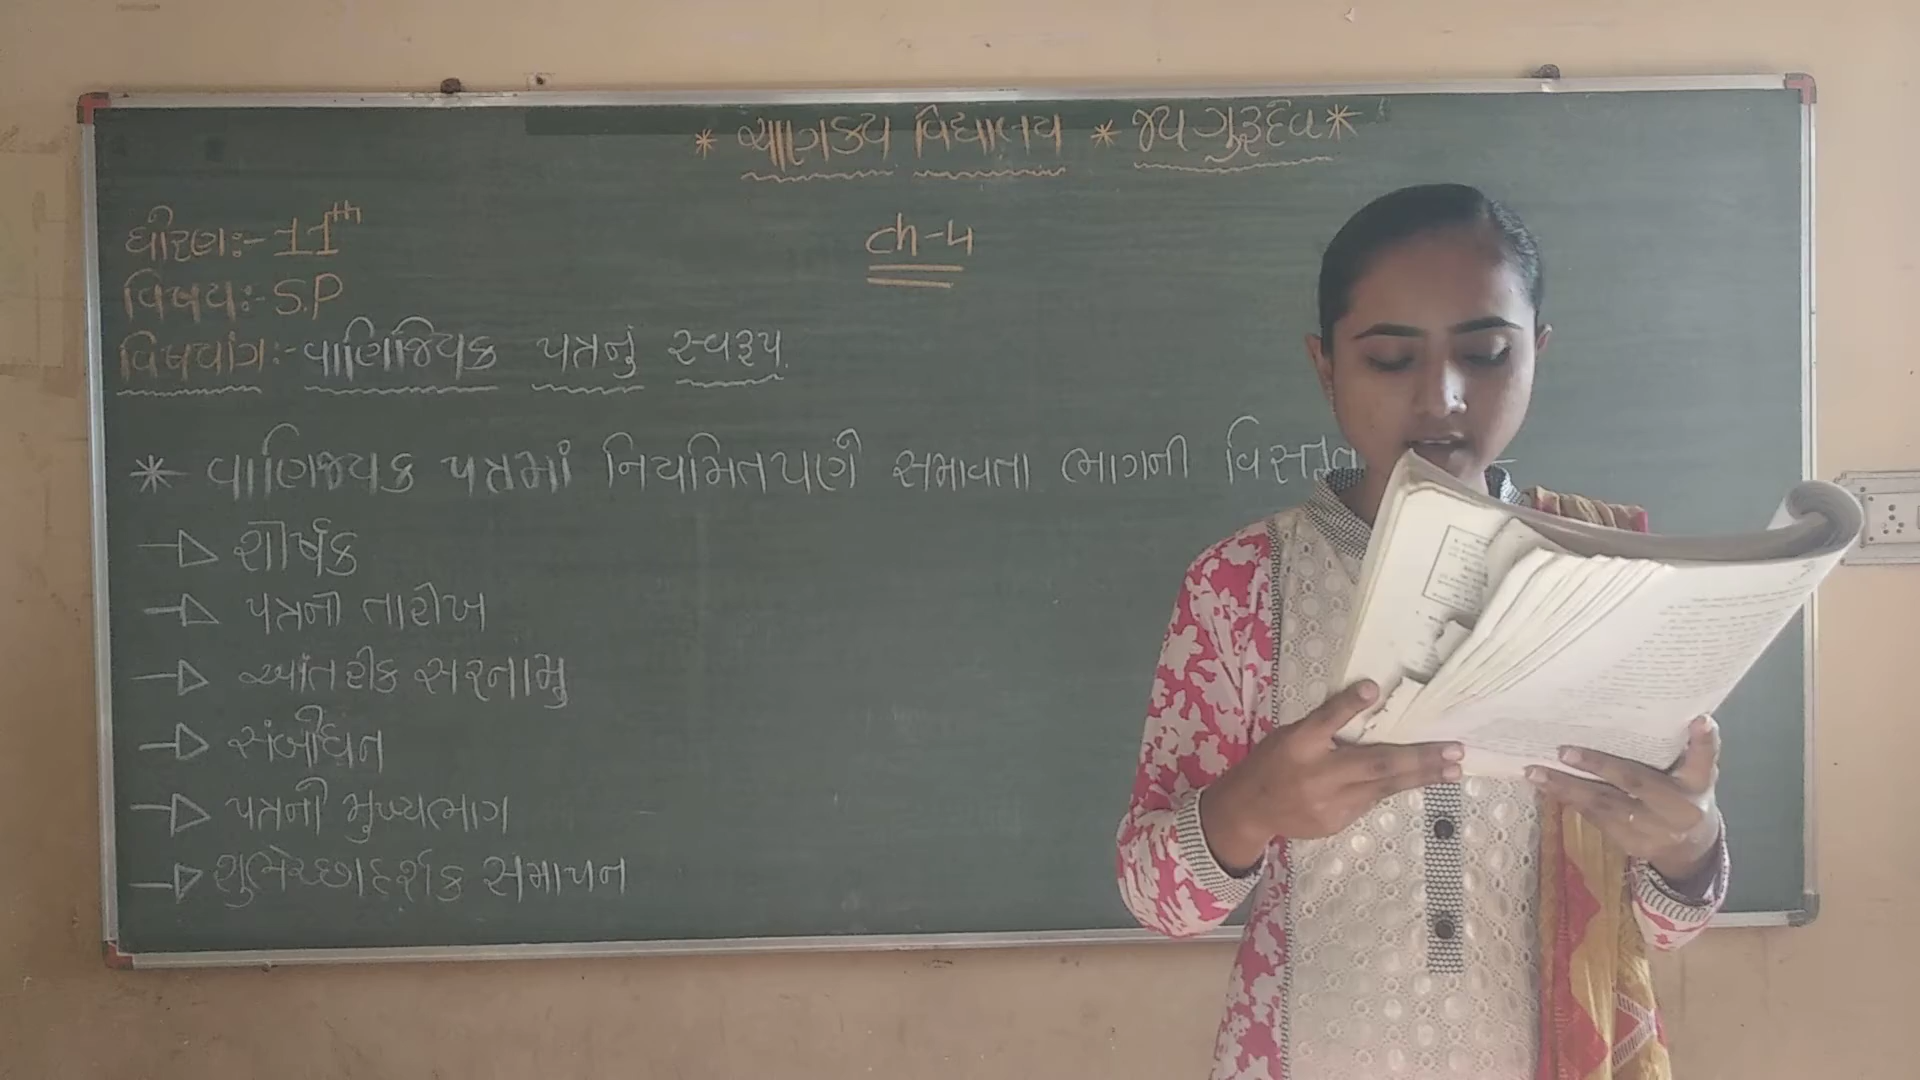 * ચાણકય વિદ્યાલય * જય ગુરૂદેવ *
ધોરણઃ- 11th
ch-4
વિષયઃ- S.P
વિષયાંગઃ- વાણિજ્યિક પત્રનું સ્વરૂપ.
* વાણિજ્યક પત્રમાં નિયમિતપણે સમાવતા ભાગની વિસ્તૃત
→ શીર્ષક
→ પત્રની તારીખ
→ આંતરીક સરનામુ
→ સંબોધન
→ પત્રનો મુખ્યભાગ
→ શુભેચ્છાદર્શક સમાપન